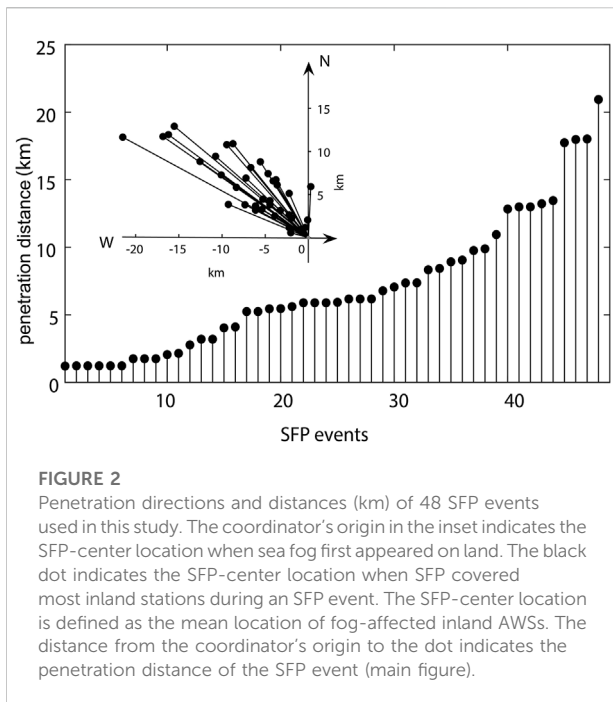 25
20
15
10
5
0
penetration distance (km)
10
20
30
40
SFP events
N
15
10
5
km
W
-20
-15
-10
-5
0
km
FIGURE 2
Penetration directions and distances (km) of 48 SFP events
used in this study. The coordinator's origin in the inset indicates the
SFP-center location when sea fog first appeared on land. The black
dot indicates the SFP-center location when SFP covered
most inland stations during an SFP event. The SFP-center location
is defined as the mean location of fog-affected inland AWSs. The
distance from the coordinator's origin to the dot indicates the
penetration distance of the SFP event (main figure).